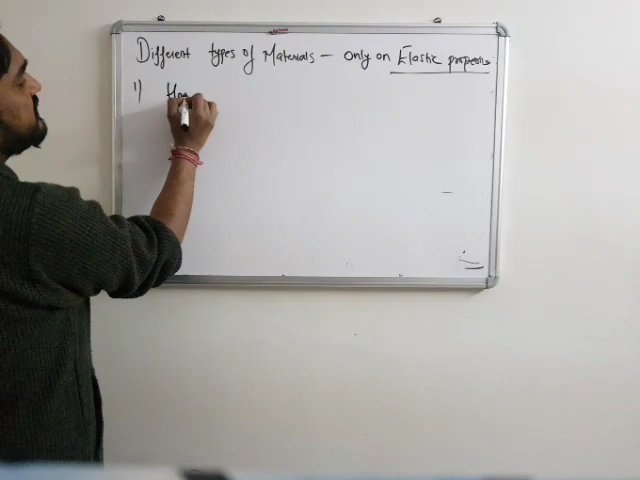 Different types of Materials – only on Elastic properties
1)